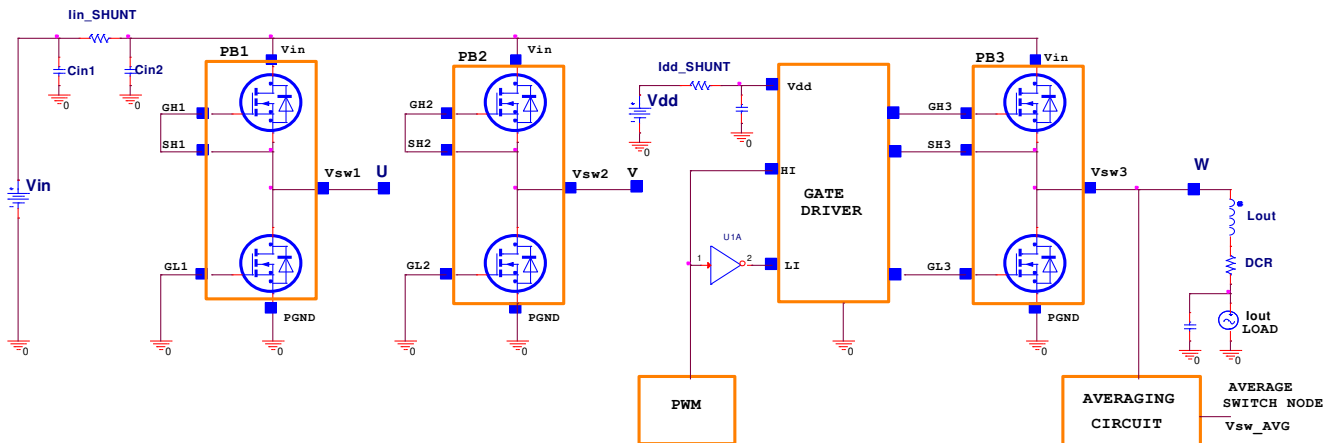 Iin_SHUNT
Cin1
Cin2
Vin
PB1
Vin
GH1
SH1
Vsw1
U
GL1
PGND
PB2
Vin
GH2
SH2
Vsw2
V
GL2
PGND
Idd_SHUNT
Vdd
Vdd
HI
GATE
DRIVER
U1A
1
2
LI
PWM
PB3
Vin
GH3
SH3
Vsw3
GL3
PGND
W
Lout
DCR
Iout
LOAD
AVERAGING
CIRCUIT
AVERAGE
SWITCH NODE
Vsw_AVG
0
0
0
0
0
0
0
0
0
0
0
0
0